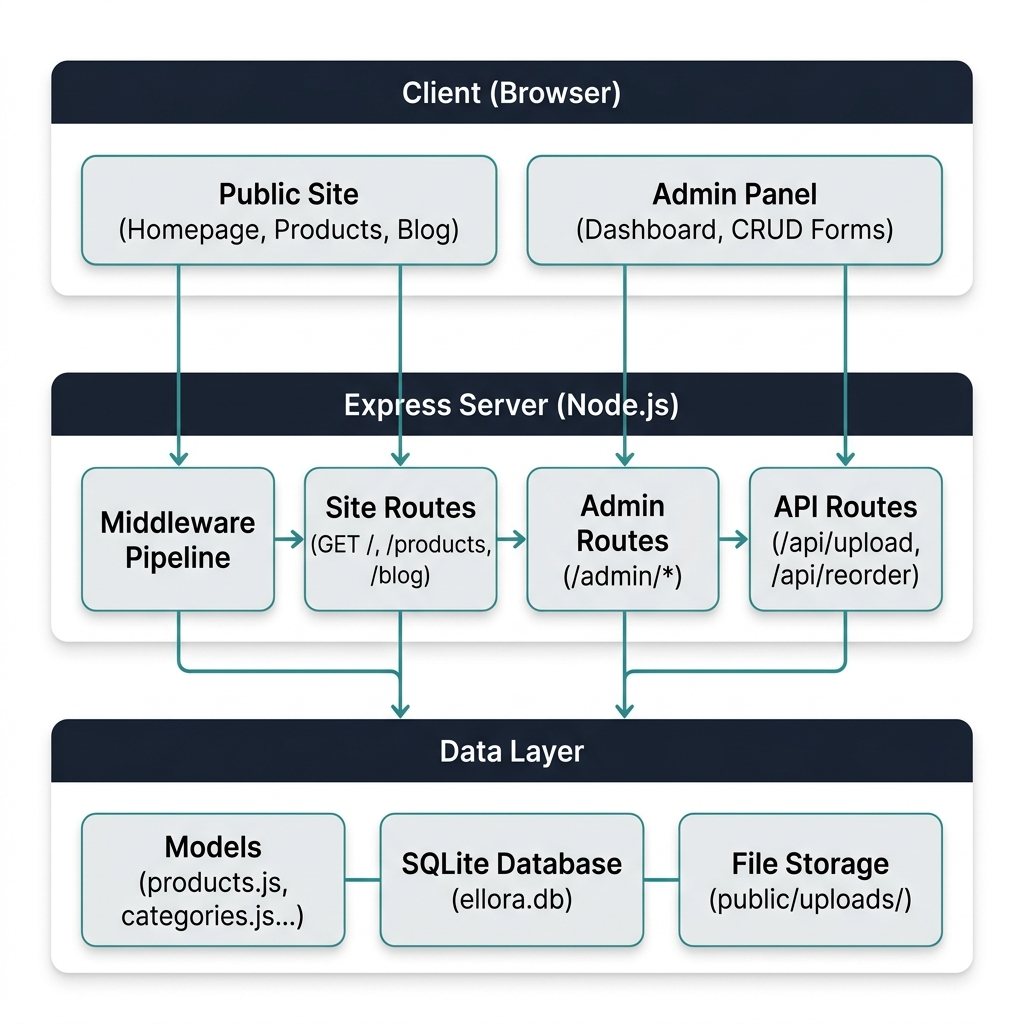 Client (Browser)
Public Site
(Homepage, Products, Blog)
Admin Panel
(Dashboard, CRUD Forms)
Express Server (Node.js)
Middleware
Pipeline
Site Routes
(GET /, /products,
/blog)
Admin
Routes
(/admin/*)
API Routes
(/api/upload,
/api/reorder)
Data Layer
Models
(products.js,
categories.js...)
SQLite Database
(ellora.db)
File Storage
(public/uploads/)